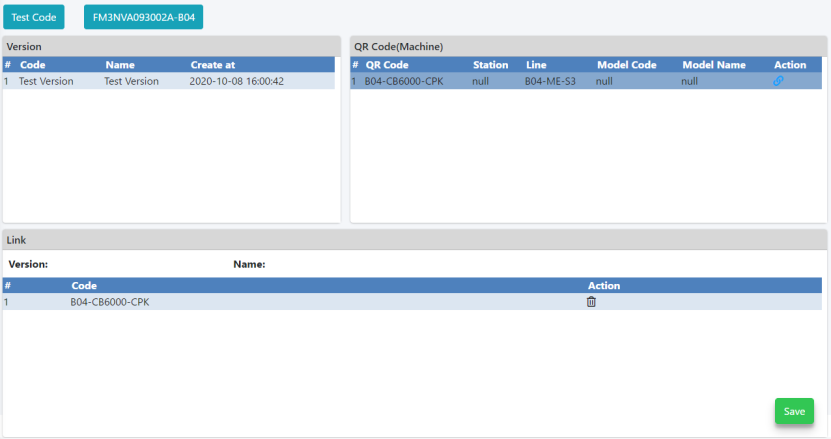 Test Code FM3NVA093002A-B04
Version
# Code Name Create at
1 Test Version Test Version 2020-10-08 16:00:42
QR Code(Machine)
# QR Code Station Line Model Code Model Name Action
1 B04-CB6000-CPK null B04-ME-S3 null null
Link
Version: Name:
# Code Action
1 B04-CB6000-CPK
Save